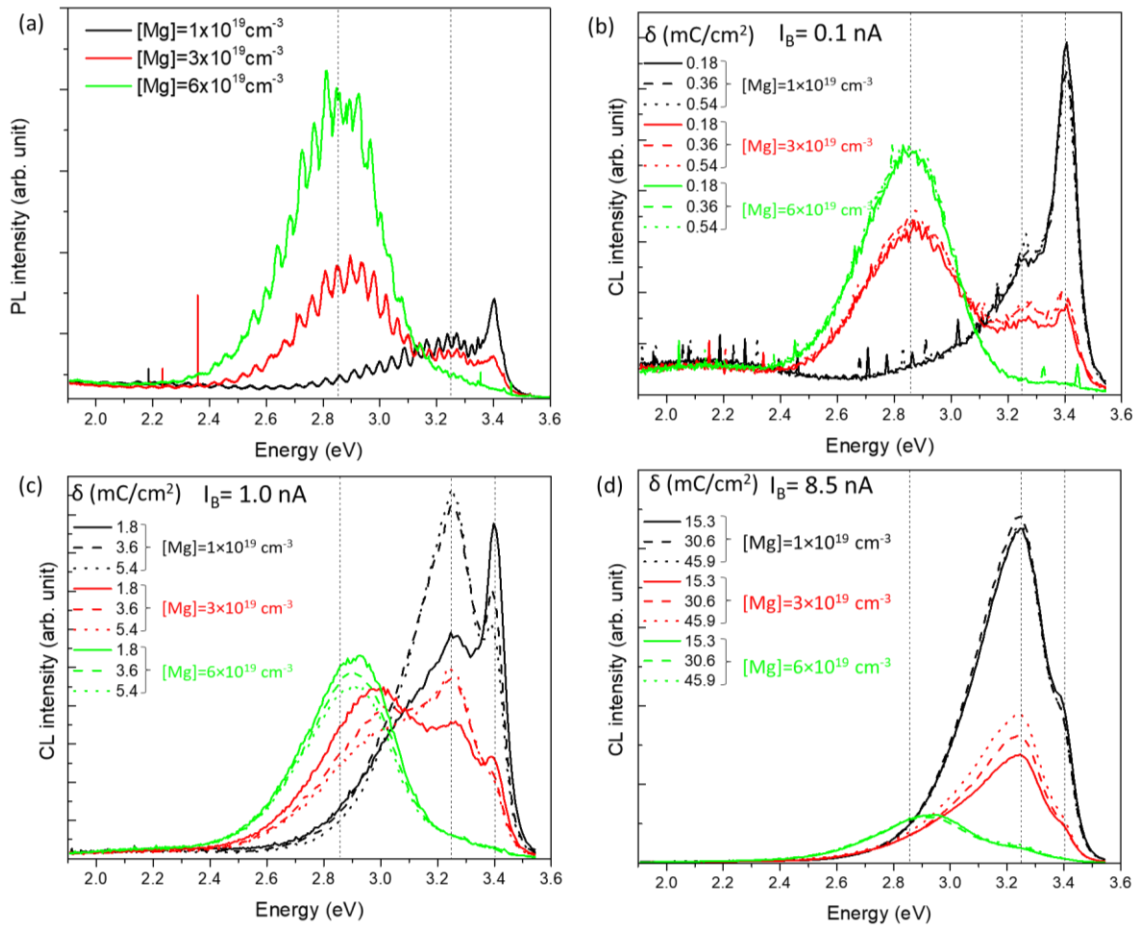 (a)
[Mg]=1x10¹⁹cm⁻³
[Mg]=3x10¹⁹cm⁻³
[Mg]=6x10¹⁹cm⁻³
PL intensity (arb. unit)
2.0 2.2 2.4 2.6 2.8 3.0 3.2 3.4 3.6
Energy (eV)
(b) δ (mC/cm²) I_B= 0.1 nA
0.18
0.36 [Mg]=1×10¹⁹ cm⁻³
0.54
0.18
0.36 [Mg]=3×10¹⁹ cm⁻³
0.54
0.18
0.36 [Mg]=6×10¹⁹ cm⁻³
0.54
CL intensity (arb. unit)
2.0 2.2 2.4 2.6 2.8 3.0 3.2 3.4 3.6
Energy (eV)
(c) δ (mC/cm²) I_B= 1.0 nA
1.8
3.6 [Mg]=1×10¹⁹ cm⁻³
5.4
1.8
3.6 [Mg]=3×10¹⁹ cm⁻³
5.4
1.8
3.6 [Mg]=6×10¹⁹ cm⁻³
5.4
CL intensity (arb. unit)
2.0 2.2 2.4 2.6 2.8 3.0 3.2 3.4 3.6
Energy (eV)
(d) δ (mC/cm²) I_B= 8.5 nA
15.3
30.6 [Mg]=1×10¹⁹ cm⁻³
45.9
15.3
30.6 [Mg]=3×10¹⁹ cm⁻³
45.9
15.3
30.6 [Mg]=6×10¹⁹ cm⁻³
45.9
CL intensity (arb. unit)
2.0 2.2 2.4 2.6 2.8 3.0 3.2 3.4 3.6
Energy (eV)